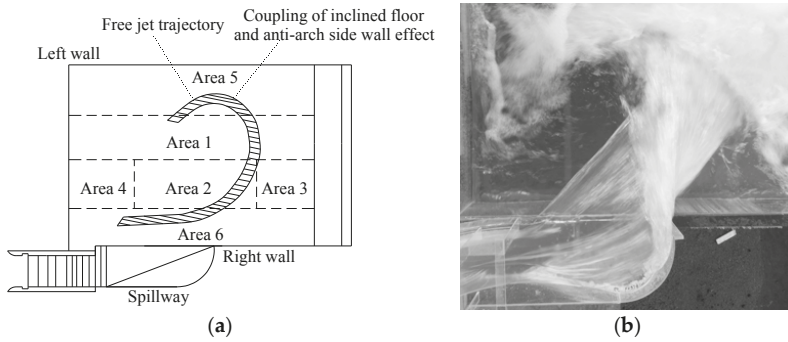 Free jet trajectory
Coupling of inclined floor
and anti-arch side wall effect
Left wall
Area 5
Area 1
Area 4
Area 2
Area 3
Area 6
Right wall
Spillway
(a)
(b)